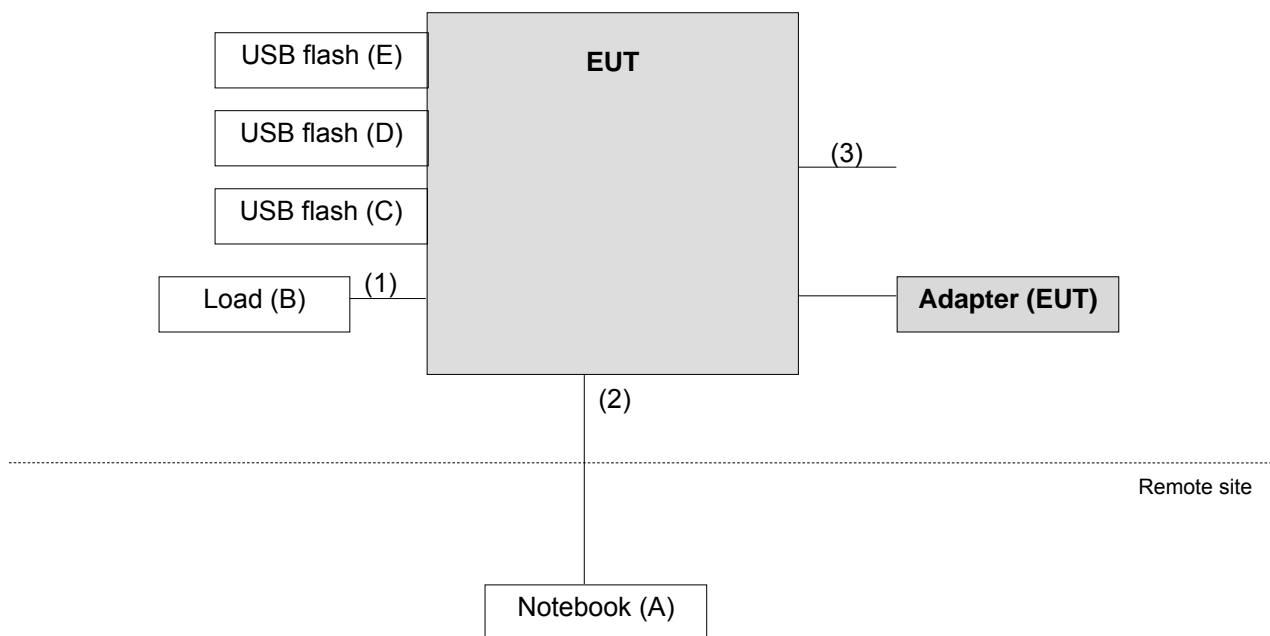 USB flash (E)
EUT
USB flash (D)
(3)
USB flash (C)
(1)
Load (B)
Adapter (EUT)
(2)
Remote site
Notebook (A)